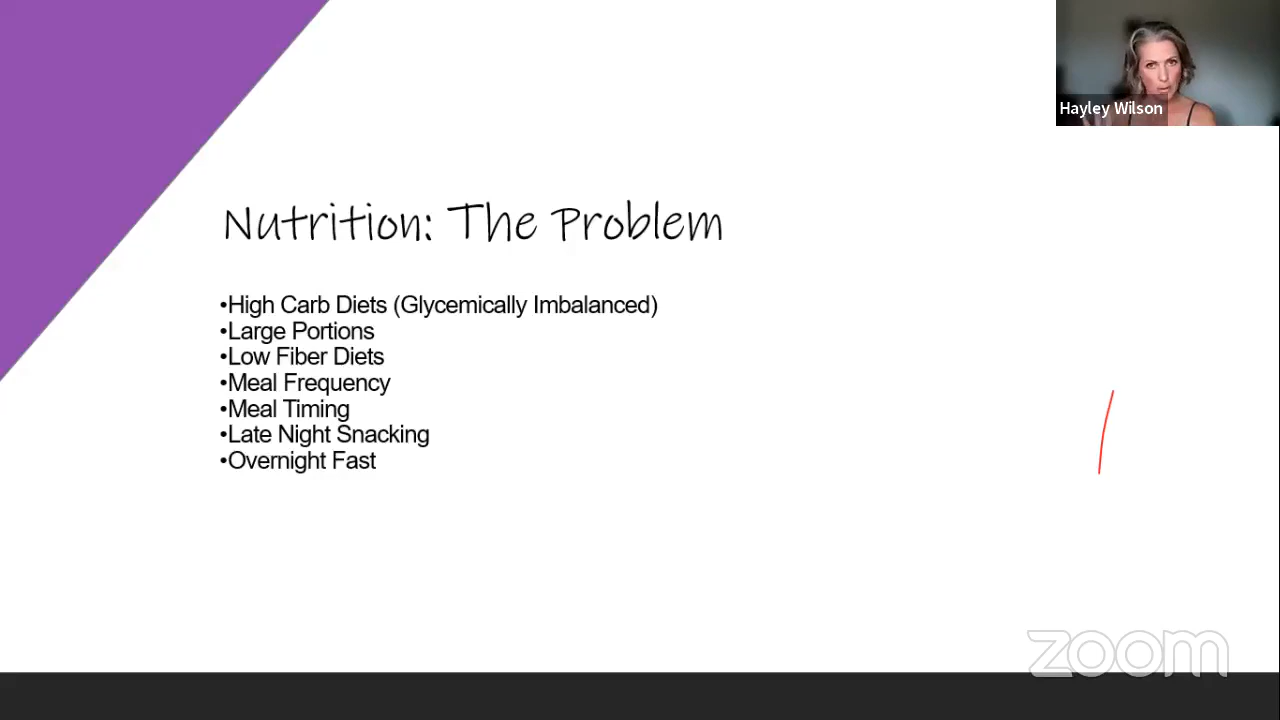 Hayley Wilson
Nutrition: The Problem
•High Carb Diets (Glycemically Imbalanced)
•Large Portions
•Low Fiber Diets
•Meal Frequency
•Meal Timing
•Late Night Snacking
•Overnight Fast
zoom